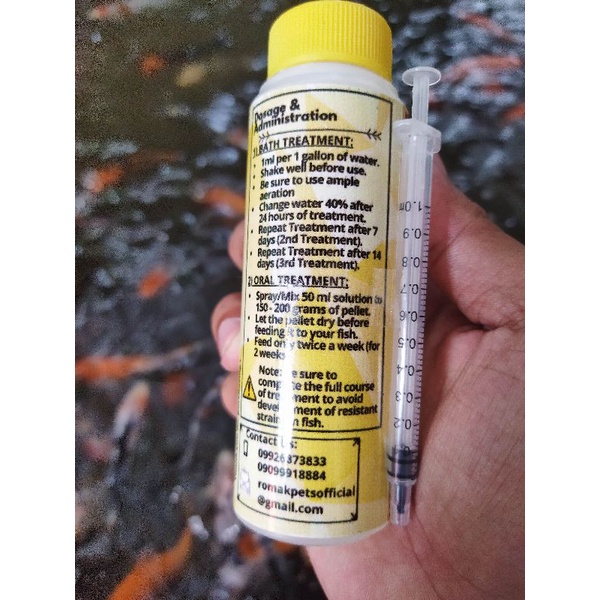 Dosage &
Administration
1) BATH TREATMENT:
• 1ml per 1 gallon of water.
• Shake well before use.
• Be sure to use ample
aeration
• Change water 40% after
24 hours of treatment.
• Repeat Treatment after 7
days (2nd Treatment).
• Repeat Treatment after 14
days (3rd Treatment).
2) ORAL TREATMENT:
• Spray/Mix 50 ml solution to
150 - 200 grams of pellet.
• Let the pellet dry before
feeding it to your fish.
• Feed only twice a week (for
2 weeks
Note: Be sure to
complete the full course
of treatment to avoid
development of resistant
strain in fish.
Contact Us:
09926873833
09099918884
romakpetsofficial
@gmail.com
1.0m
0.9
0.8
0.7
0.6
0.5
0.4
0.3
0.2